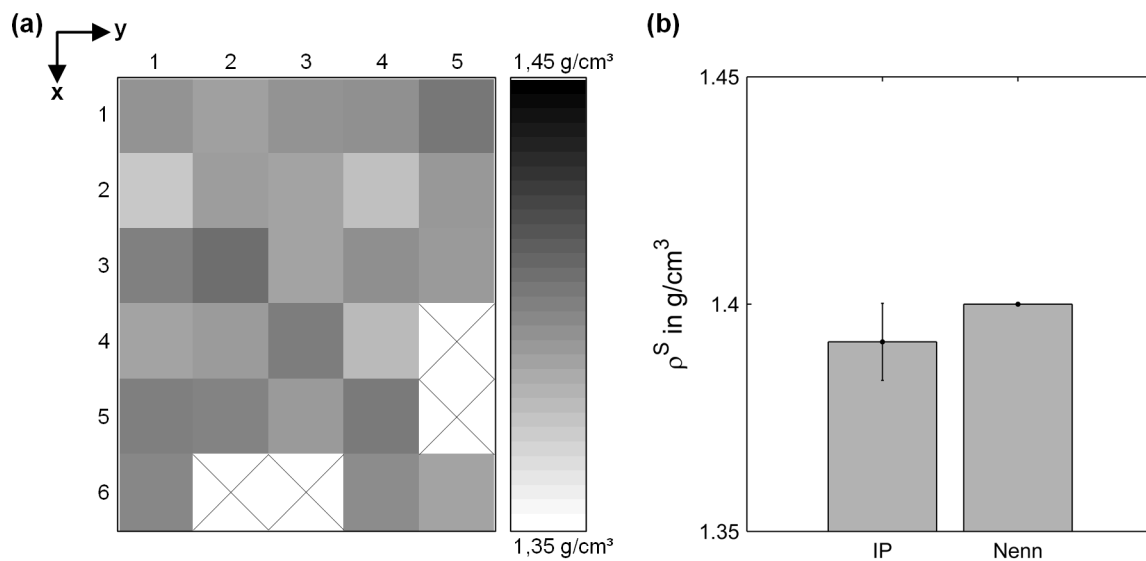 (a)
y
x
1 2 3 4 5
1
2
3
4
5
6
1,45 g/cm³
1,35 g/cm³
(b)
1.45
1.4
1.35
ρˢ in g/cm³
IP Nenn